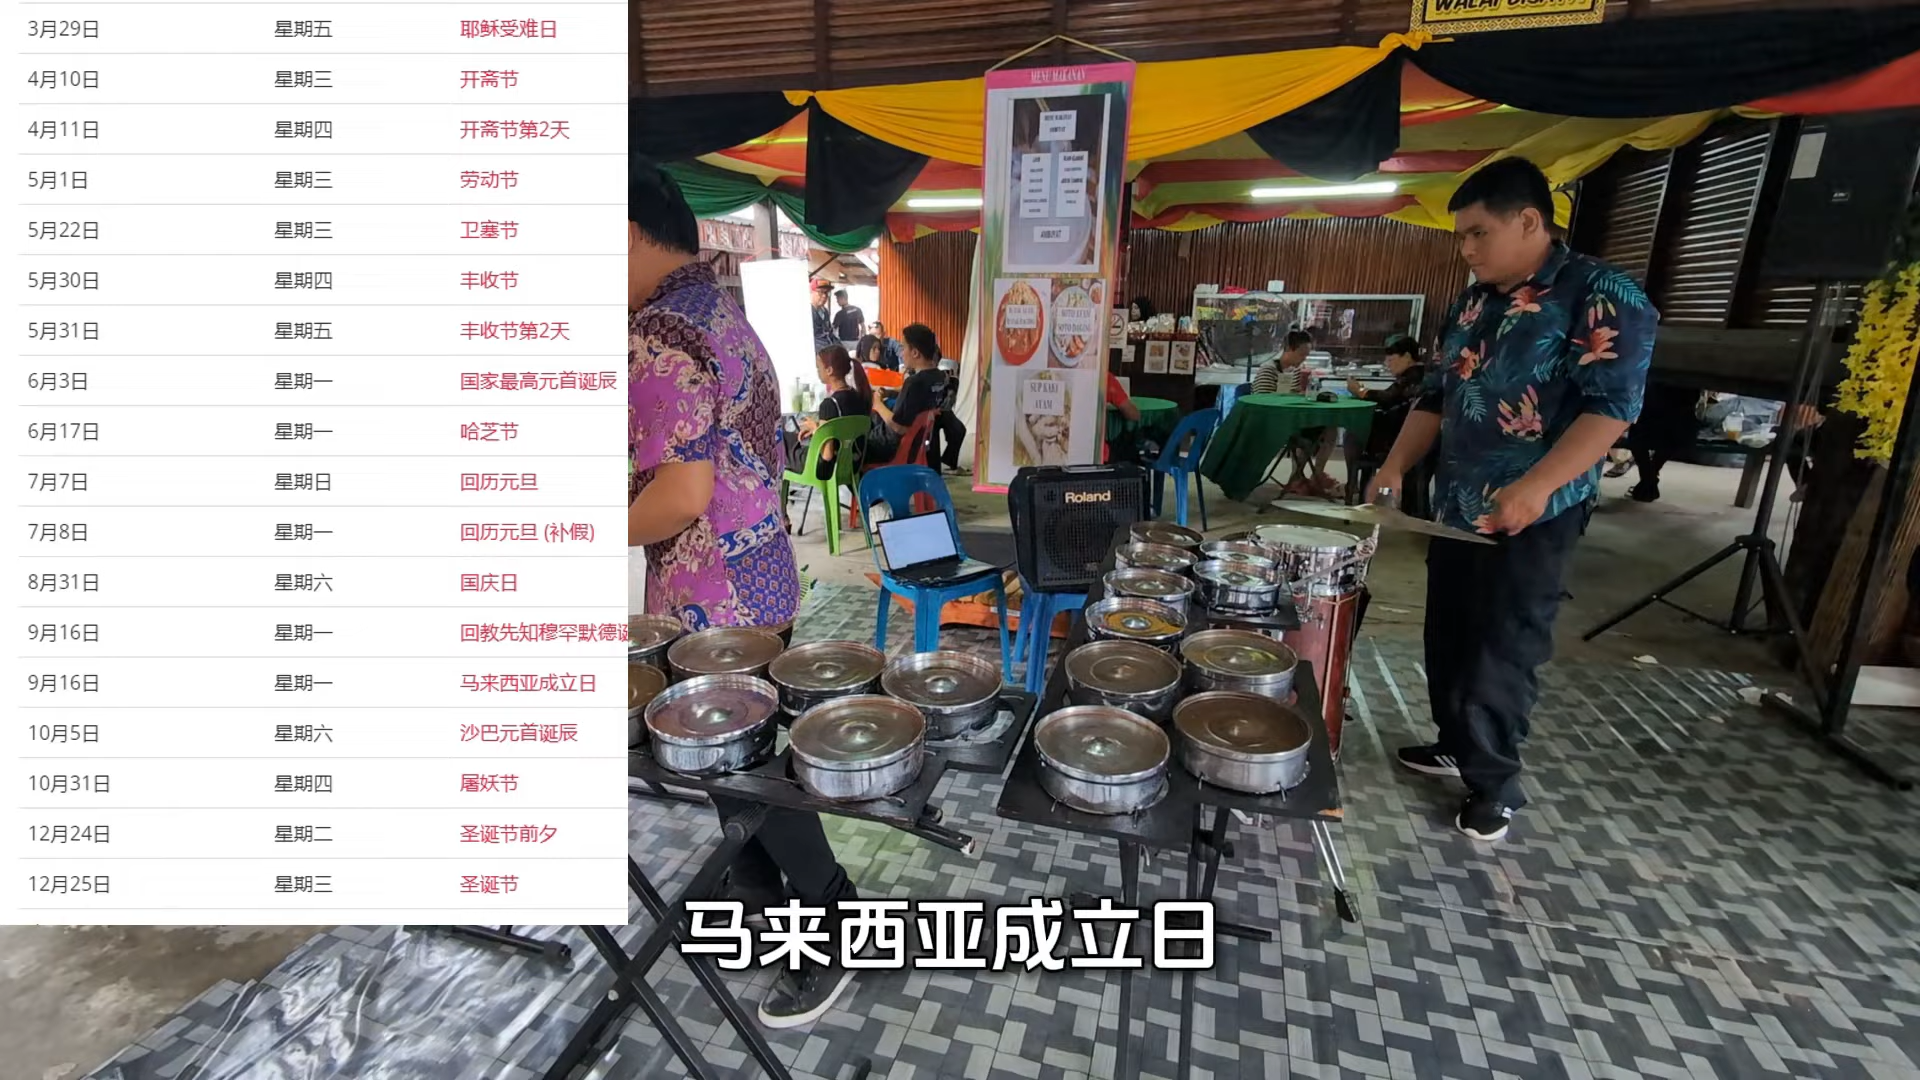 3月29日 星期五 耶稣受难日
4月10日 星期三 开斋节
4月11日 星期四 开斋节第2天
5月1日 星期三 劳动节
5月22日 星期三 卫塞节
5月30日 星期四 丰收节
5月31日 星期五 丰收节第2天
6月3日 星期一 国家最高元首诞辰
6月17日 星期一 哈芝节
7月7日 星期日 回历元旦
7月8日 星期一 回历元旦 (补假)
8月31日 星期六 国庆日
9月16日 星期一 回教先知穆罕默德诞
9月16日 星期一 马来西亚成立日
10月5日 星期六 沙巴元首诞辰
10月31日 星期四 屠妖节
12月24日 星期二 圣诞节前夕
12月25日 星期三 圣诞节
WALAI
MENU MAKANAN
AMBUYAT
SOTO AYAM
SOTO DAGING
SUP KAKI
AYAM
Roland
马来西亚成立日